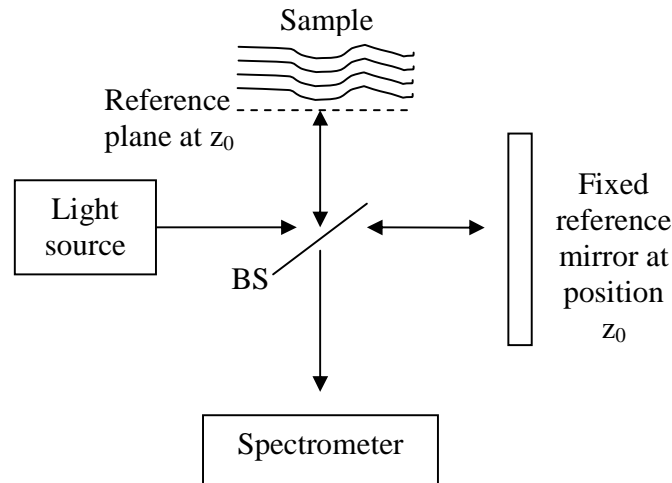 Sample
Reference
plane at z₀
Light
source
BS
Fixed
reference
mirror at
position
z₀
Spectrometer